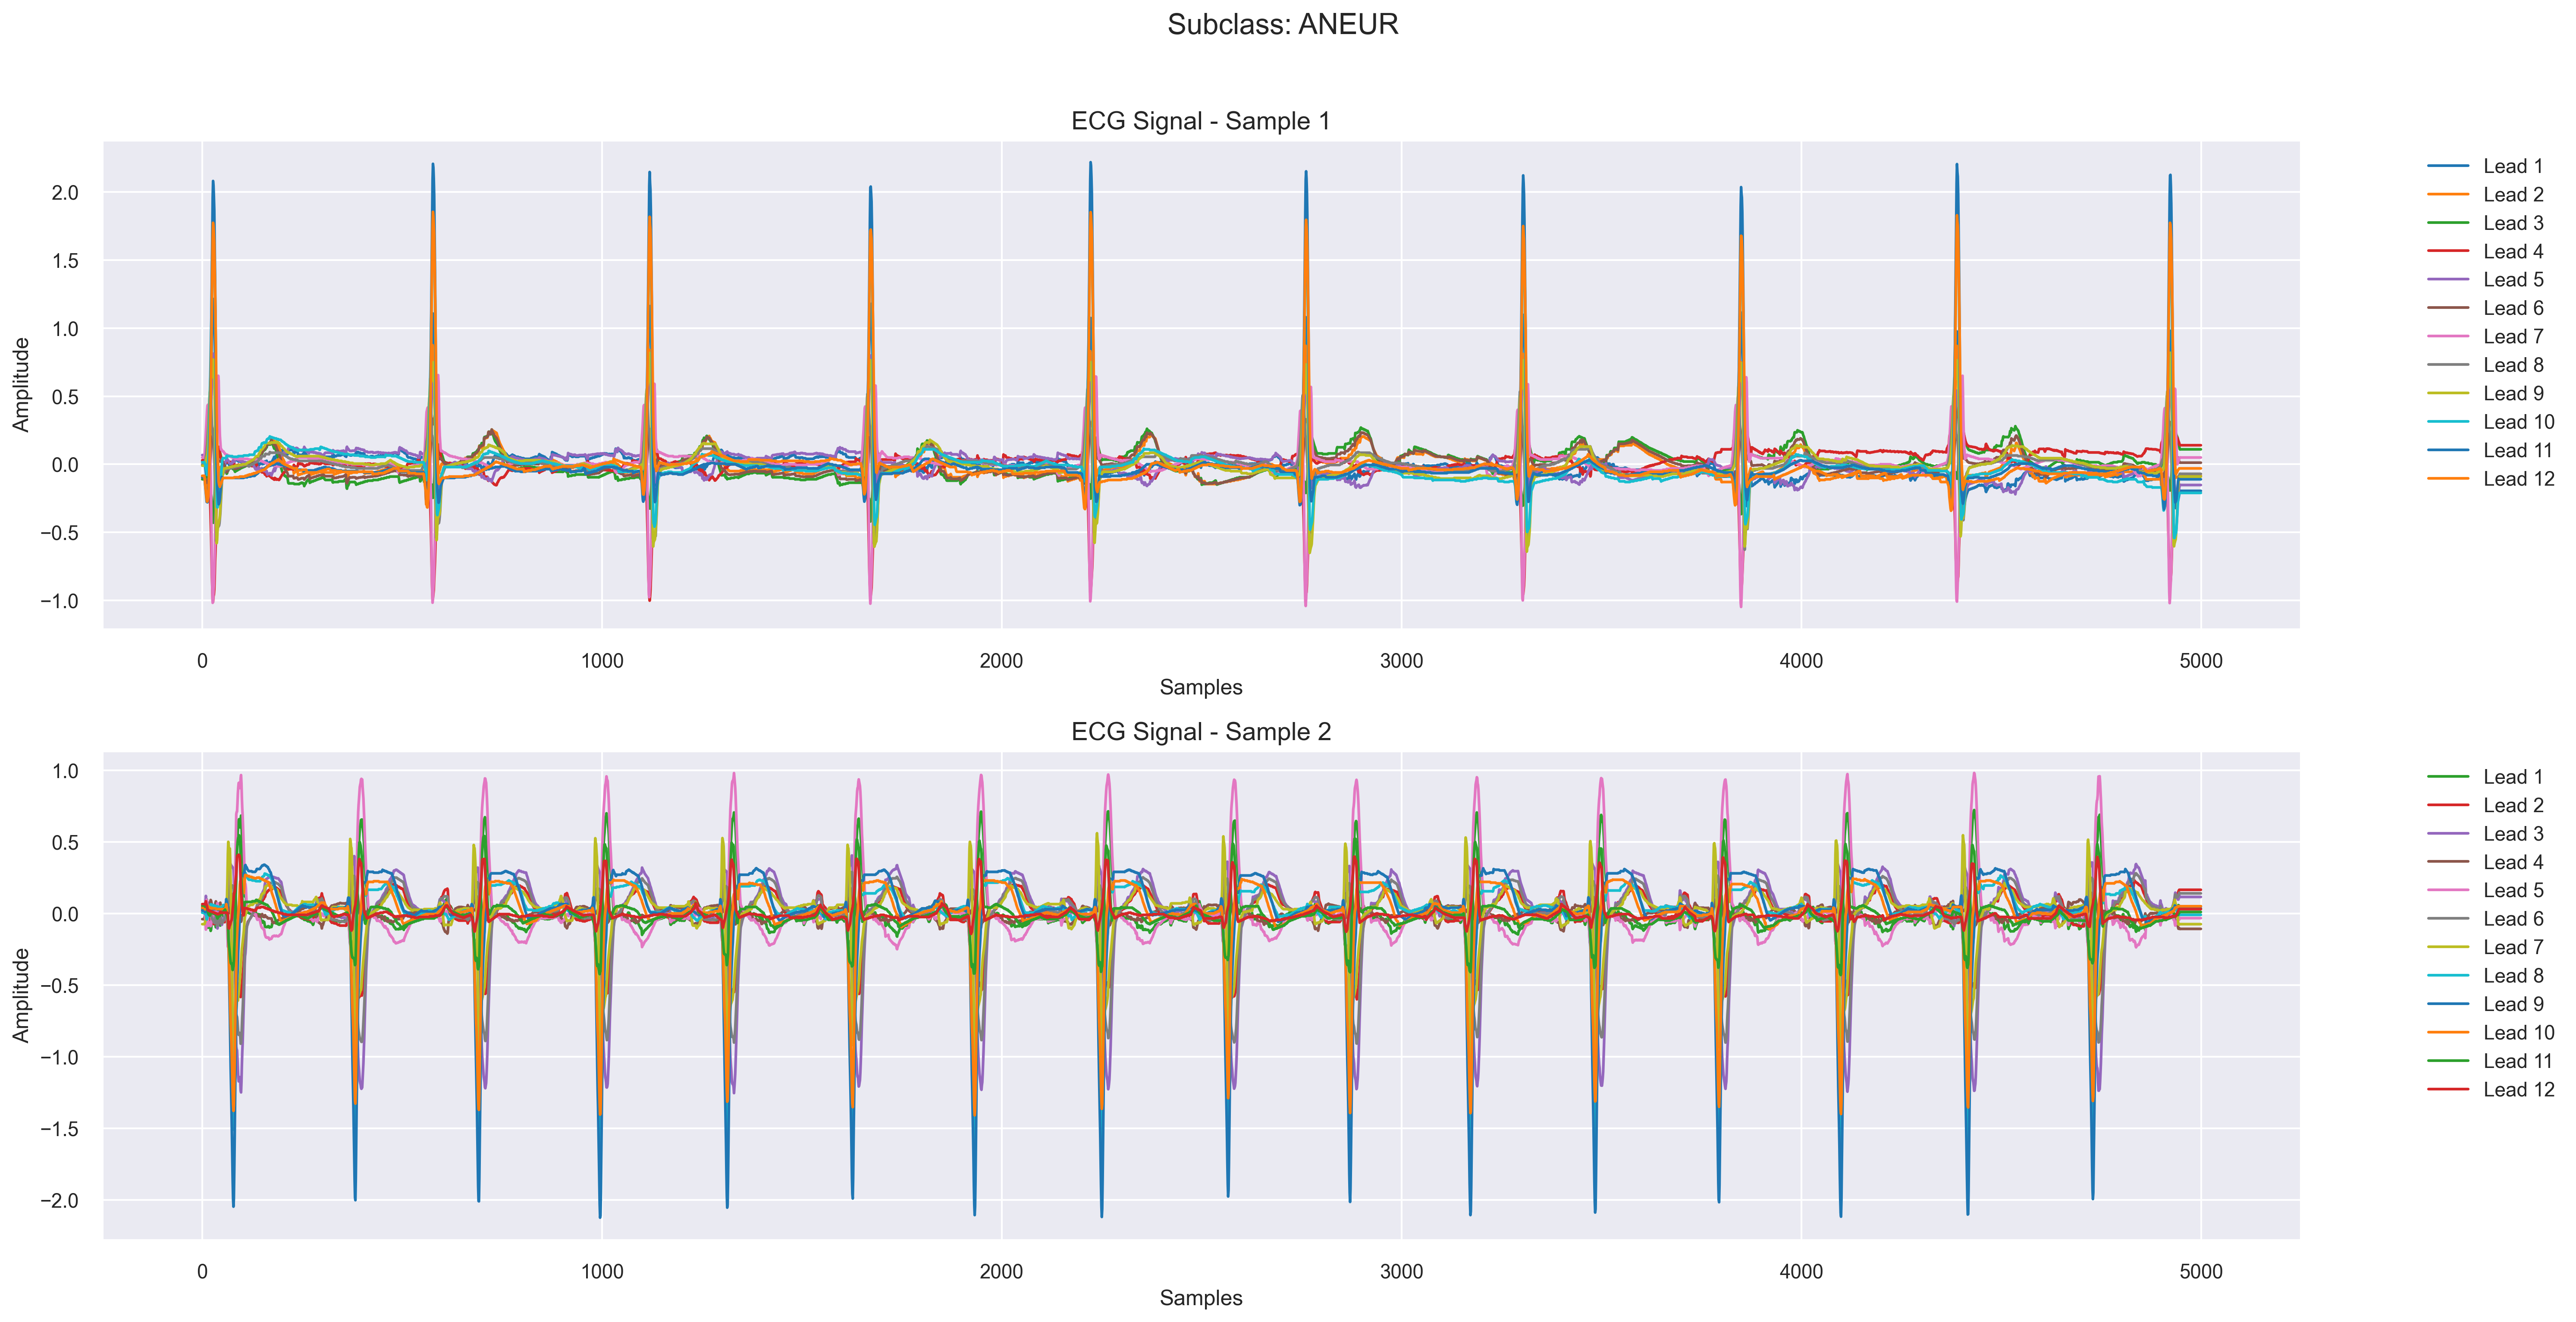 Subclass: ANEUR
ECG Signal - Sample 1
Amplitude
2.0
1.5
1.0
0.5
0.0
−0.5
−1.0
0 1000 2000 3000 4000 5000
Samples
Lead 1
Lead 2
Lead 3
Lead 4
Lead 5
Lead 6
Lead 7
Lead 8
Lead 9
Lead 10
Lead 11
Lead 12
ECG Signal - Sample 2
Amplitude
1.0
0.5
0.0
−0.5
−1.0
−1.5
−2.0
0 1000 2000 3000 4000 5000
Samples
Lead 1
Lead 2
Lead 3
Lead 4
Lead 5
Lead 6
Lead 7
Lead 8
Lead 9
Lead 10
Lead 11
Lead 12